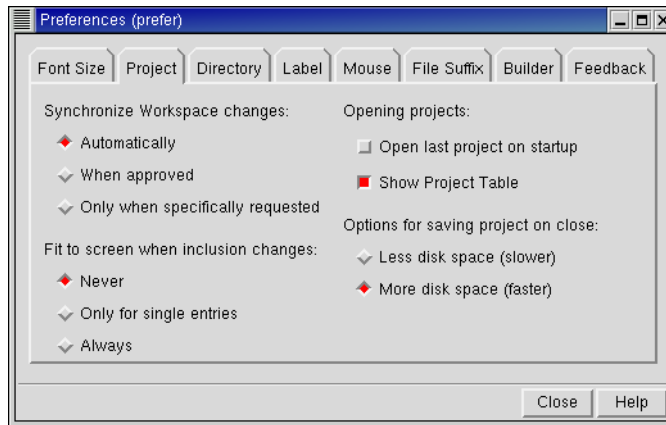 Preferences (prefer)
Font Size Project Directory Label Mouse File Suffix Builder Feedback
Synchronize Workspace changes:
Automatically
When approved
Only when specifically requested
Fit to screen when inclusion changes:
Never
Only for single entries
Always
Opening projects:
Open last project on startup
Show Project Table
Options for saving project on close:
Less disk space (slower)
More disk space (faster)
Close Help